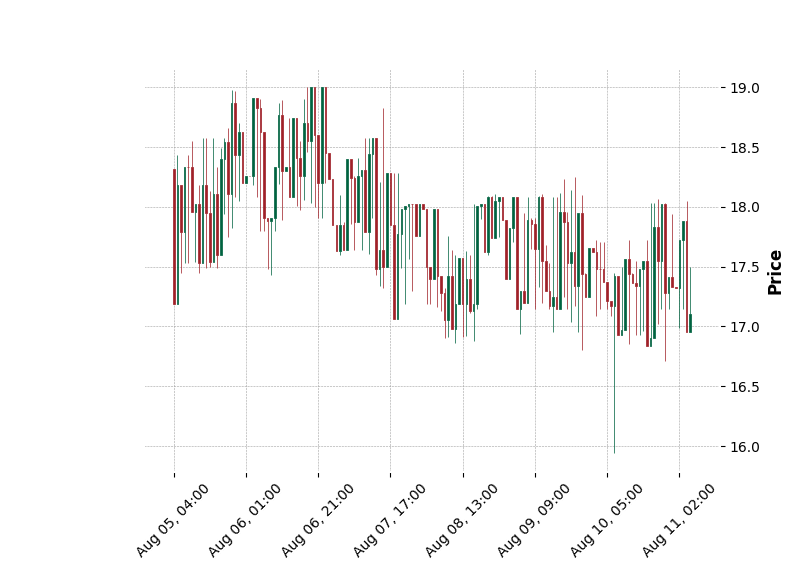 19.0
18.5
18.0
17.5
17.0
16.5
16.0
Price
Aug 05, 04:00
Aug 06, 01:00
Aug 06, 21:00
Aug 07, 17:00
Aug 08, 13:00
Aug 09, 09:00
Aug 10, 05:00
Aug 11, 02:00